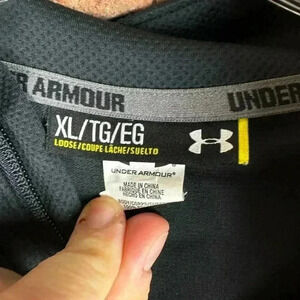 ARMOUR
UNDER
XL/TG/EG
LOOSE/COUPE LÂCHE/SUELTO
UNDER ARMOUR®
MADE IN CHINA
FABRIQUÉ EN CHINE
HECHO EN CHINA